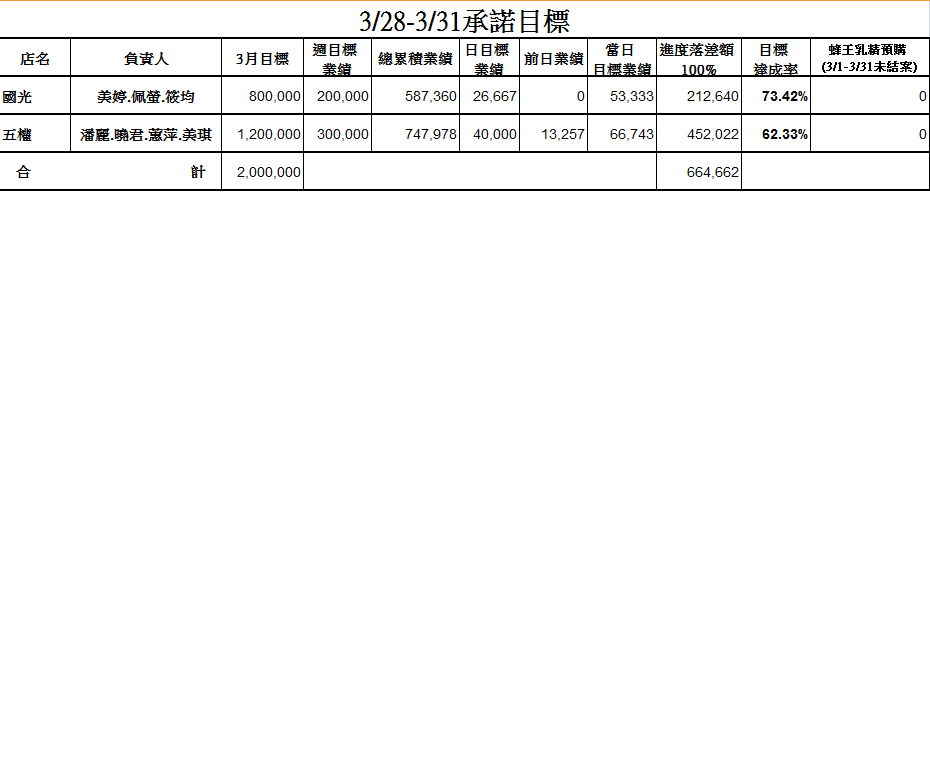 3/28-3/31承諾目標
店名 負責人 3月目標 週目標業績 總累積業績 日目標業績 前日業績 當日目標業績 進度落差額100% 目標達成率 蜂王乳精預購(3/1-3/31未結案)
國光 美婷.佩螢.筱均 800,000 200,000 587,360 26,667 0 53,333 212,640 73.42% 0
五權 潘麗.曉君.蕙萍.美琪 1,200,000 300,000 747,978 40,000 13,257 66,743 452,022 62.33% 0
合計 2,000,000 664,662